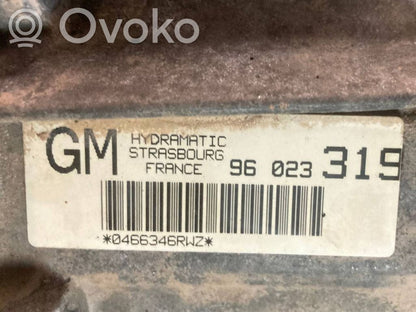 Ovoko
GM HYDRAMATIC
STRASBOURG
FRANCE 96 023 319
*0466346RWZ*